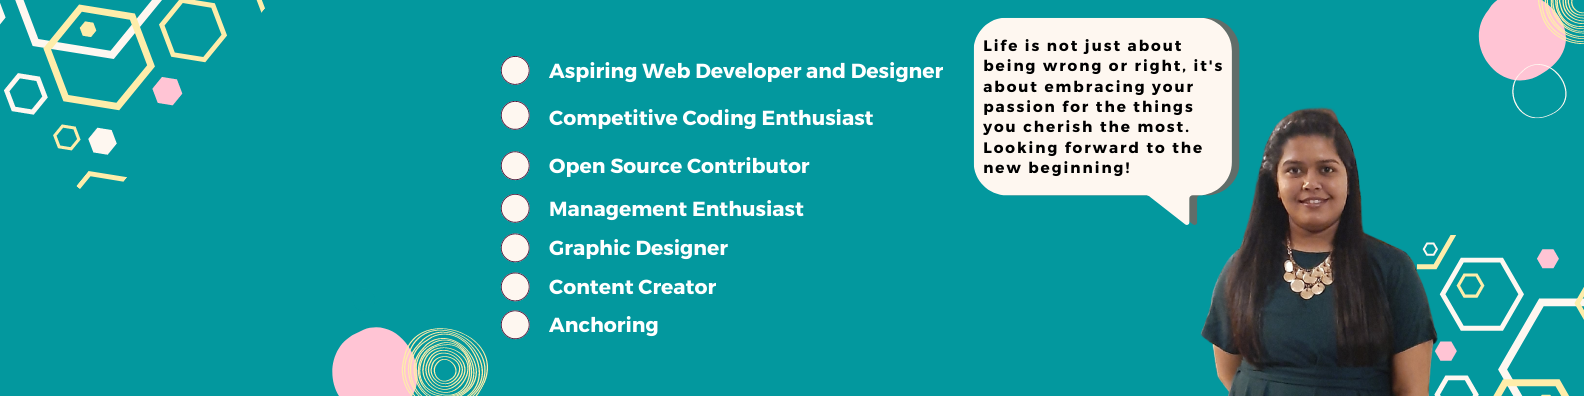 Aspiring Web Developer and Designer
Competitive Coding Enthusiast
Open Source Contributor
Management Enthusiast
Graphic Designer
Content Creator
Anchoring
Life is not just about
being wrong or right, it's
about embracing your
passion for the things
you cherish the most.
Looking forward to the
new beginning!